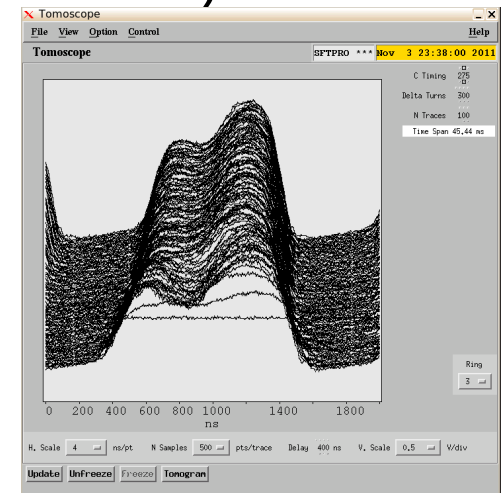 Tomoscope
File View Option Control Help
Tomoscope SFTPRO *** Nov 3 23:38:00 2011
C Timing 275
Delta Turns 300
N Traces 100
Time Span 45.44 ms
Ring
3
0 200 400 600 800 1000 1400 1800
ns
H. Scale 4 ns/pt N Samples 500 pts/trace Delay 400 ns V. Scale 0.5 V/div
Update Unfreeze Freeze Tomogram